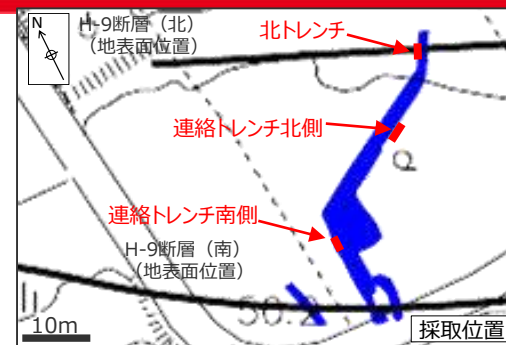 N
H-9断層（北）
（地表面位置）
北トレンチ
連絡トレンチ北側
連絡トレンチ南側
H-9断層（南）
（地表面位置）
56.2
10m
採取位置